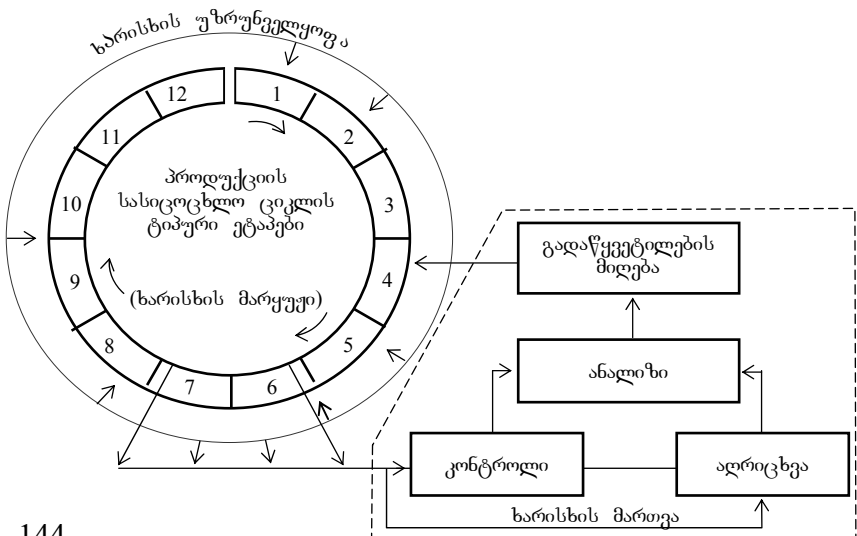 ხარისხის უზრუნველყოფა
12
1
2
3
4
5
6
7
8
9
10
11
პროდუქციის
სასიცოცხლო ციკლის
ტიპური ეტაპები
(ხარისხის მარყუჟი)
გადაწყვეტილების
მიღება
ანალიზი
კონტროლი
აღრიცხვა
ხარისხის მართვა
144